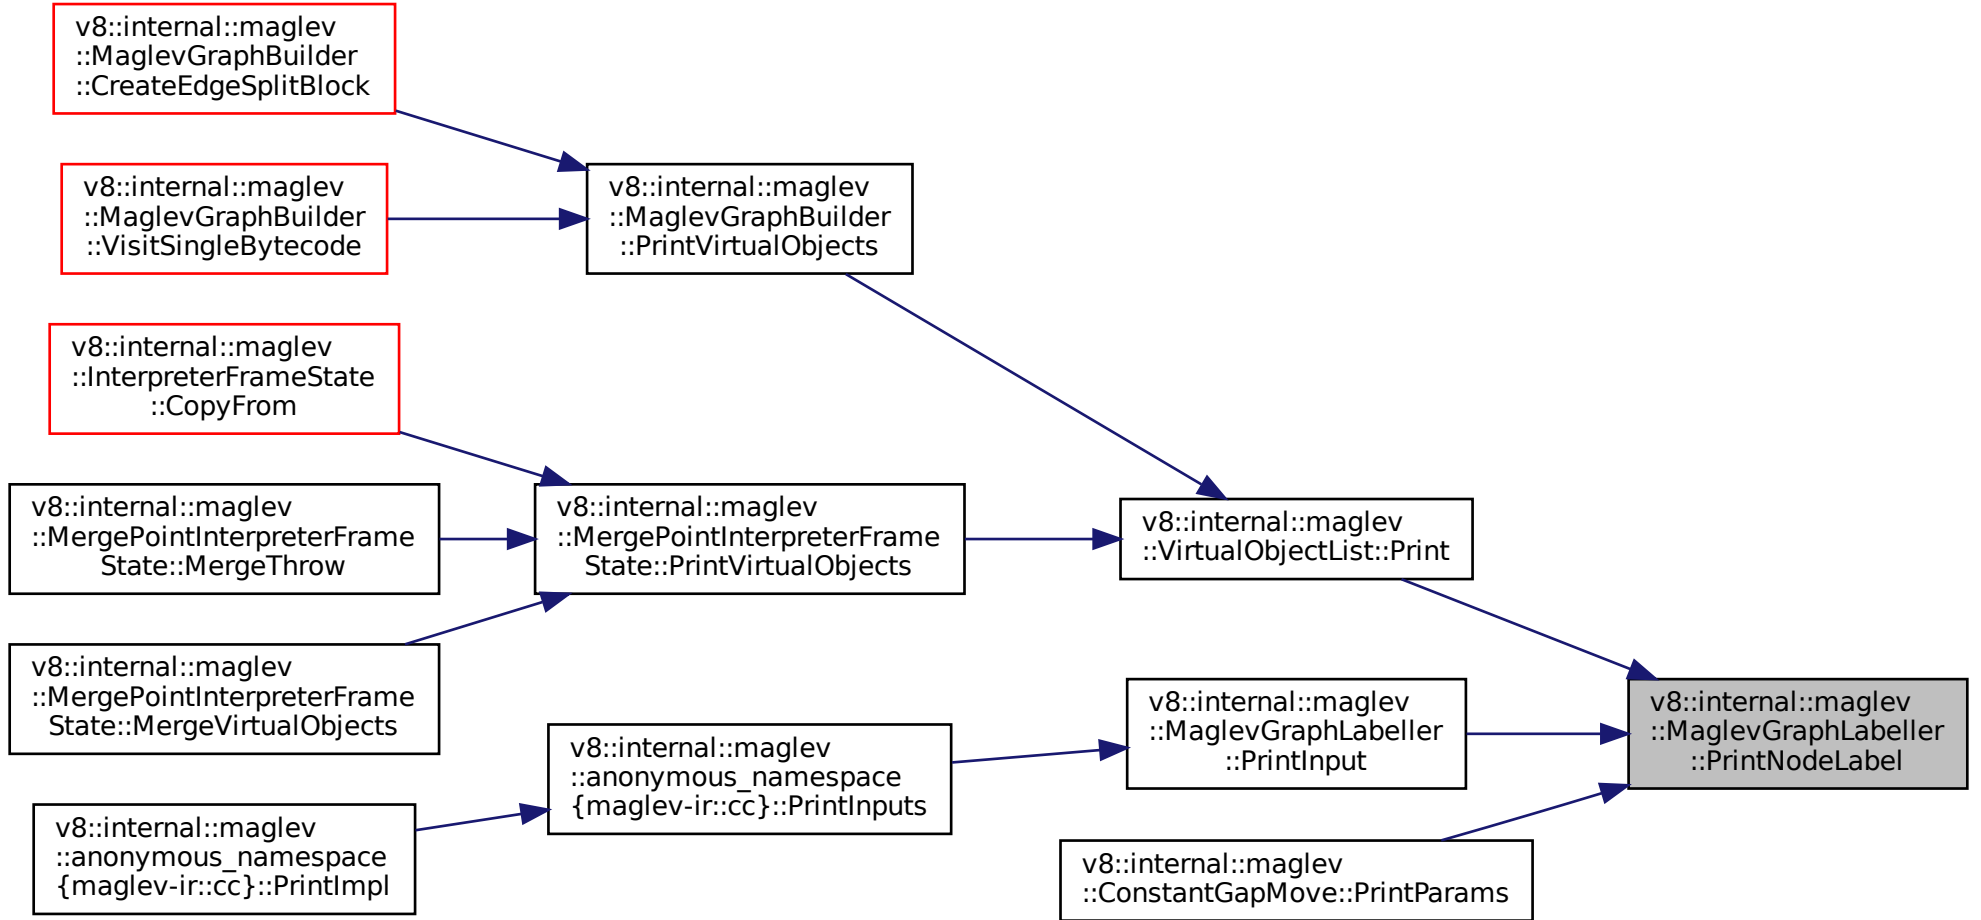 v8::internal::maglev
::MaglevGraphBuilder
::CreateEdgeSplitBlock
v8::internal::maglev
::MaglevGraphBuilder
::VisitSingleBytecode
v8::internal::maglev
::MaglevGraphBuilder
::PrintVirtualObjects
v8::internal::maglev
::InterpreterFrameState
::CopyFrom
v8::internal::maglev
::MergePointInterpreterFrame
State::MergeThrow
v8::internal::maglev
::MergePointInterpreterFrame
State::PrintVirtualObjects
v8::internal::maglev
::VirtualObjectList::Print
v8::internal::maglev
::MergePointInterpreterFrame
State::MergeVirtualObjects
v8::internal::maglev
::anonymous_namespace
{maglev-ir::cc}::PrintInputs
v8::internal::maglev
::MaglevGraphLabeller
::PrintInput
v8::internal::maglev
::MaglevGraphLabeller
::PrintNodeLabel
v8::internal::maglev
::anonymous_namespace
{maglev-ir::cc}::PrintImpl
v8::internal::maglev
::ConstantGapMove::PrintParams